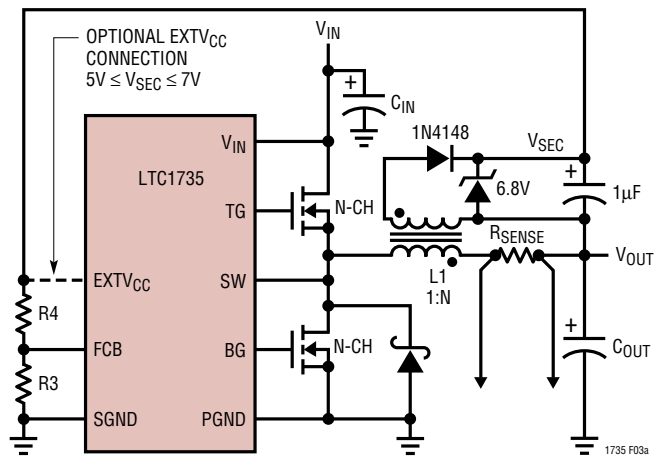 OPTIONAL EXTVCC
CONNECTION
5V ≤ VSEC ≤ 7V
VIN
+
CIN
VIN
LTC1735
1N4148
VSEC
+
6.8V
1µF
TG
N-CH
RSENSE
VOUT
EXTVCC
SW
L1
1:N
R4
+
FCB
BG
N-CH
COUT
R3
SGND
PGND
1735 F03a